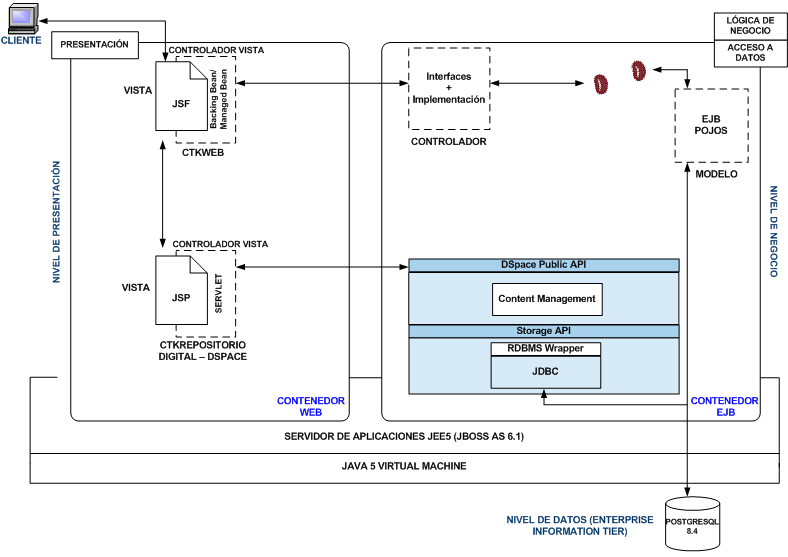 CLIENTE
PRESENTACIÓN
CONTROLADOR VISTA
VISTA
JSF
Backing Bean/
Managed Bean
CTKWEB
NIVEL DE PRESENTACIÓN
CONTROLADOR VISTA
VISTA
JSP
SERVLET
CTKREPOSITORIO
DIGITAL – DSPACE
CONTENEDOR
WEB
LÓGICA DE
NEGOCIO
ACCESO A
DATOS
Interfaces
+
Implementación
CONTROLADOR
EJB
POJOS
MODELO
NIVEL DE NEGOCIO
DSpace Public API
Content Management
Storage API
RDBMS Wrapper
JDBC
CONTENEDOR
EJB
SERVIDOR DE APLICACIONES JEE5 (JBOSS AS 6.1)
JAVA 5 VIRTUAL MACHINE
NIVEL DE DATOS (ENTERPRISE
INFORMATION TIER)
POSTGRESQL
8.4